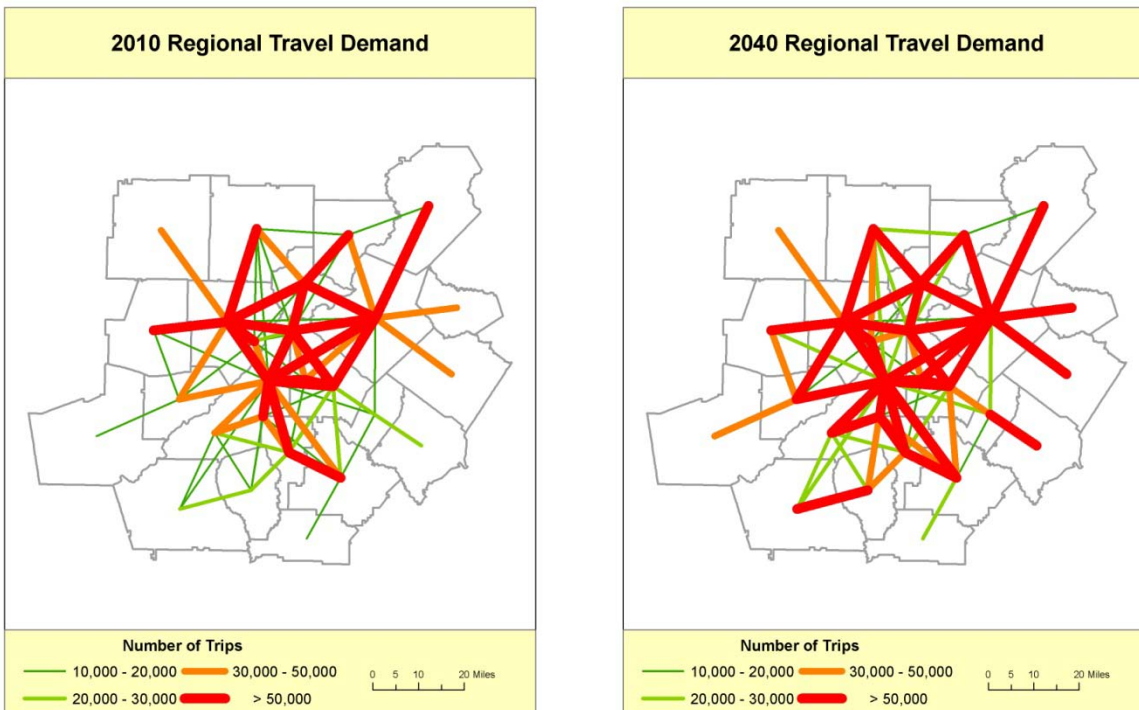 2010 Regional Travel Demand
Number of Trips
10,000 - 20,000
30,000 - 50,000
20,000 - 30,000
> 50,000
0 5 10 20 Miles
2040 Regional Travel Demand
Number of Trips
10,000 - 20,000
30,000 - 50,000
20,000 - 30,000
> 50,000
0 5 10 20 Miles